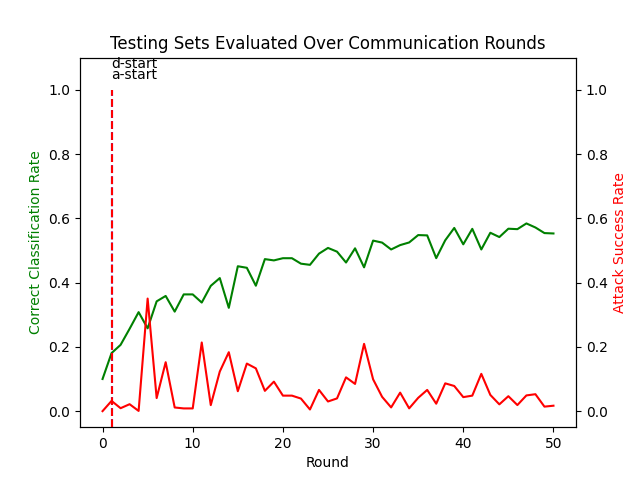 Testing Sets Evaluated Over Communication Rounds
d-start
a-start
1.0
0.8
0.6
0.4
0.2
0.0
Correct Classification Rate
1.0
0.8
0.6
0.4
0.2
0.0
Attack Success Rate
0 10 20 30 40 50
Round